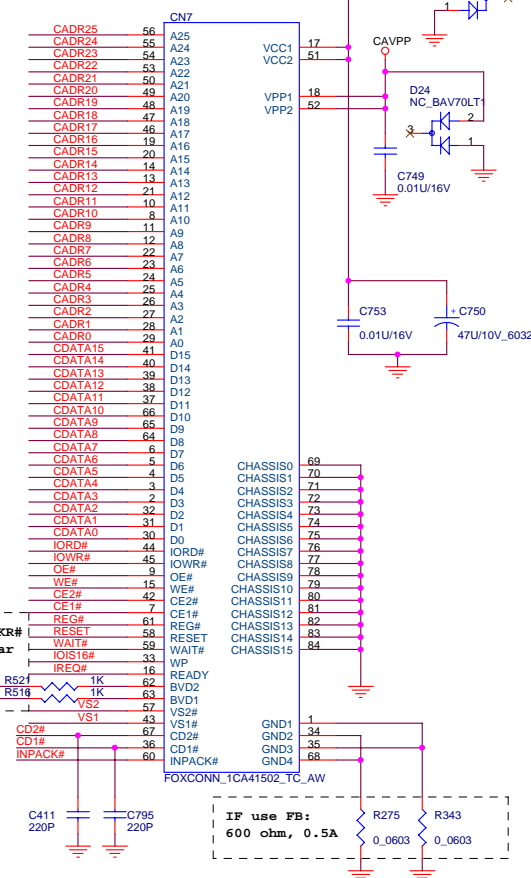 CN7
CADR25 56 A25
CADR24 55 A24
CADR23 54 A23
CADR22 53 A22
CADR21 50 A21
CADR20 49 A20
CADR19 48 A19
CADR18 47 A18
CADR17 46 A17
CADR16 19 A16
CADR15 20 A15
CADR14 14 A14
CADR13 13 A13
CADR12 21 A12
CADR11 10 A11
CADR10 8 A10
CADR9 11 A9
CADR8 12 A8
CADR7 22 A7
CADR6 23 A6
CADR5 24 A5
CADR4 25 A4
CADR3 26 A3
CADR2 27 A2
CADR1 28 A1
CADR0 29 A0
CDATA15 41 D15
CDATA14 40 D14
CDATA13 39 D13
CDATA12 38 D12
CDATA11 37 D11
CDATA10 66 D10
CDATA9 65 D9
CDATA8 64 D8
CDATA7 6 D7
CDATA6 5 D6
CDATA5 4 D5
CDATA4 3 D4
CDATA3 2 D3
CDATA2 32 D2
CDATA1 31 D1
CDATA0 30 D0
IORD# 44 IORD#
IOWR# 45 IOWR#
OE# 9 OE#
WE# 15 WE#
CE2# 42 CE2#
CE1# 7 CE1#
REG# 61 REG#
RESET 58 RESET
WAIT# 59 WAIT#
IOIS16# 33 WP
IREQ# 16 READY
R521 1K 62 BVD2
R516 1K 63 BVD1
VS2 57 VS2#
VS1 43 VS1#
CD2# 67 CD2#
CD1# 36 CD1#
INPACK# 60 INPACK#
KR#
ar
VCC1 17
VCC2 51
VPP1 18
VPP2 52
CHASSIS0 69
CHASSIS1 70
CHASSIS2 71
CHASSIS3 72
CHASSIS4 73
CHASSIS5 74
CHASSIS6 75
CHASSIS7 76
CHASSIS8 77
CHASSIS9 78
CHASSIS10 79
CHASSIS11 80
CHASSIS12 81
CHASSIS13 82
CHASSIS14 83
CHASSIS15 84
GND1 1
GND2 34
GND3 35
GND4 68
FOXCONN_1CA41502_TC_AW
1
CAVPP
D24
NC_BAV70LT1
2
3
1
C749
0.01U/16V
C753
0.01U/16V
+ C750
47U/10V_6032
C411
220P
C795
220P
IF use FB:
600 ohm, 0.5A
R275
0_0603
R343
0_0603